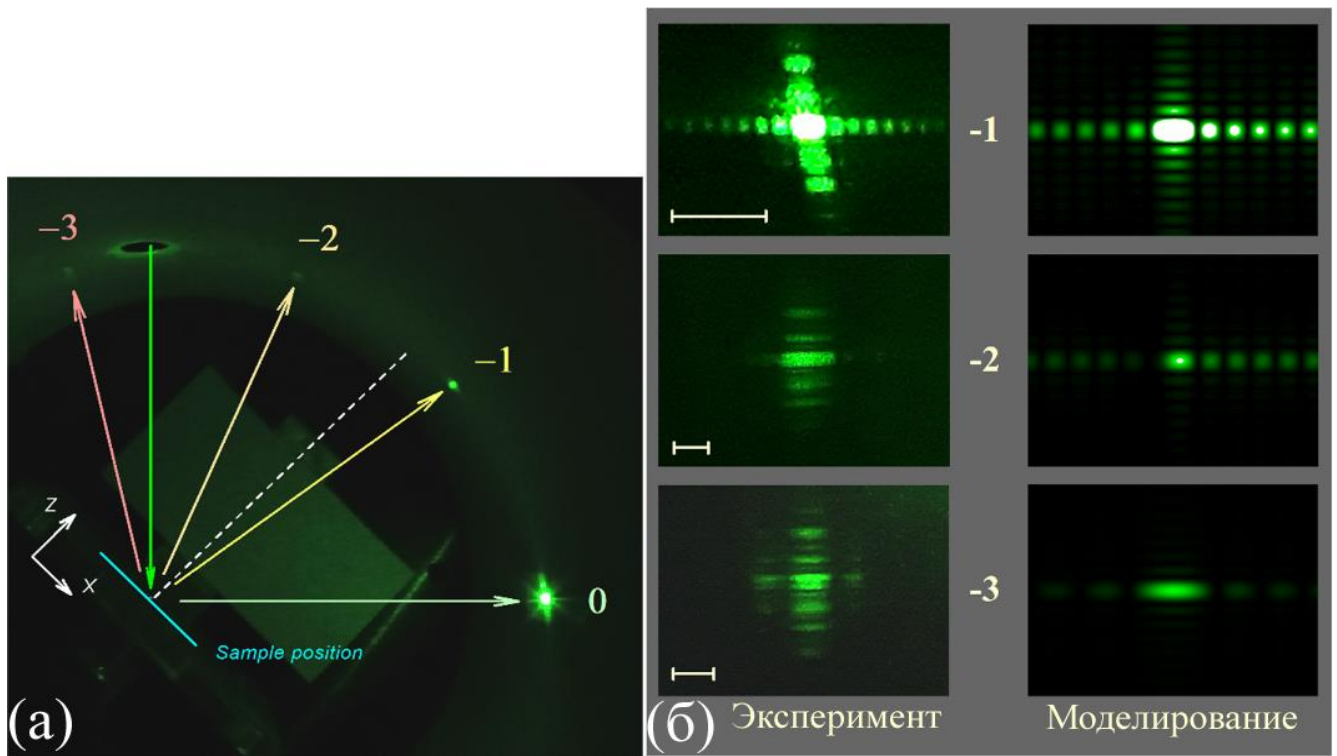 –3
–2
–1
0
z
x
Sample position
(а)
-1
-2
-3
(б)
Эксперимент
Моделирование